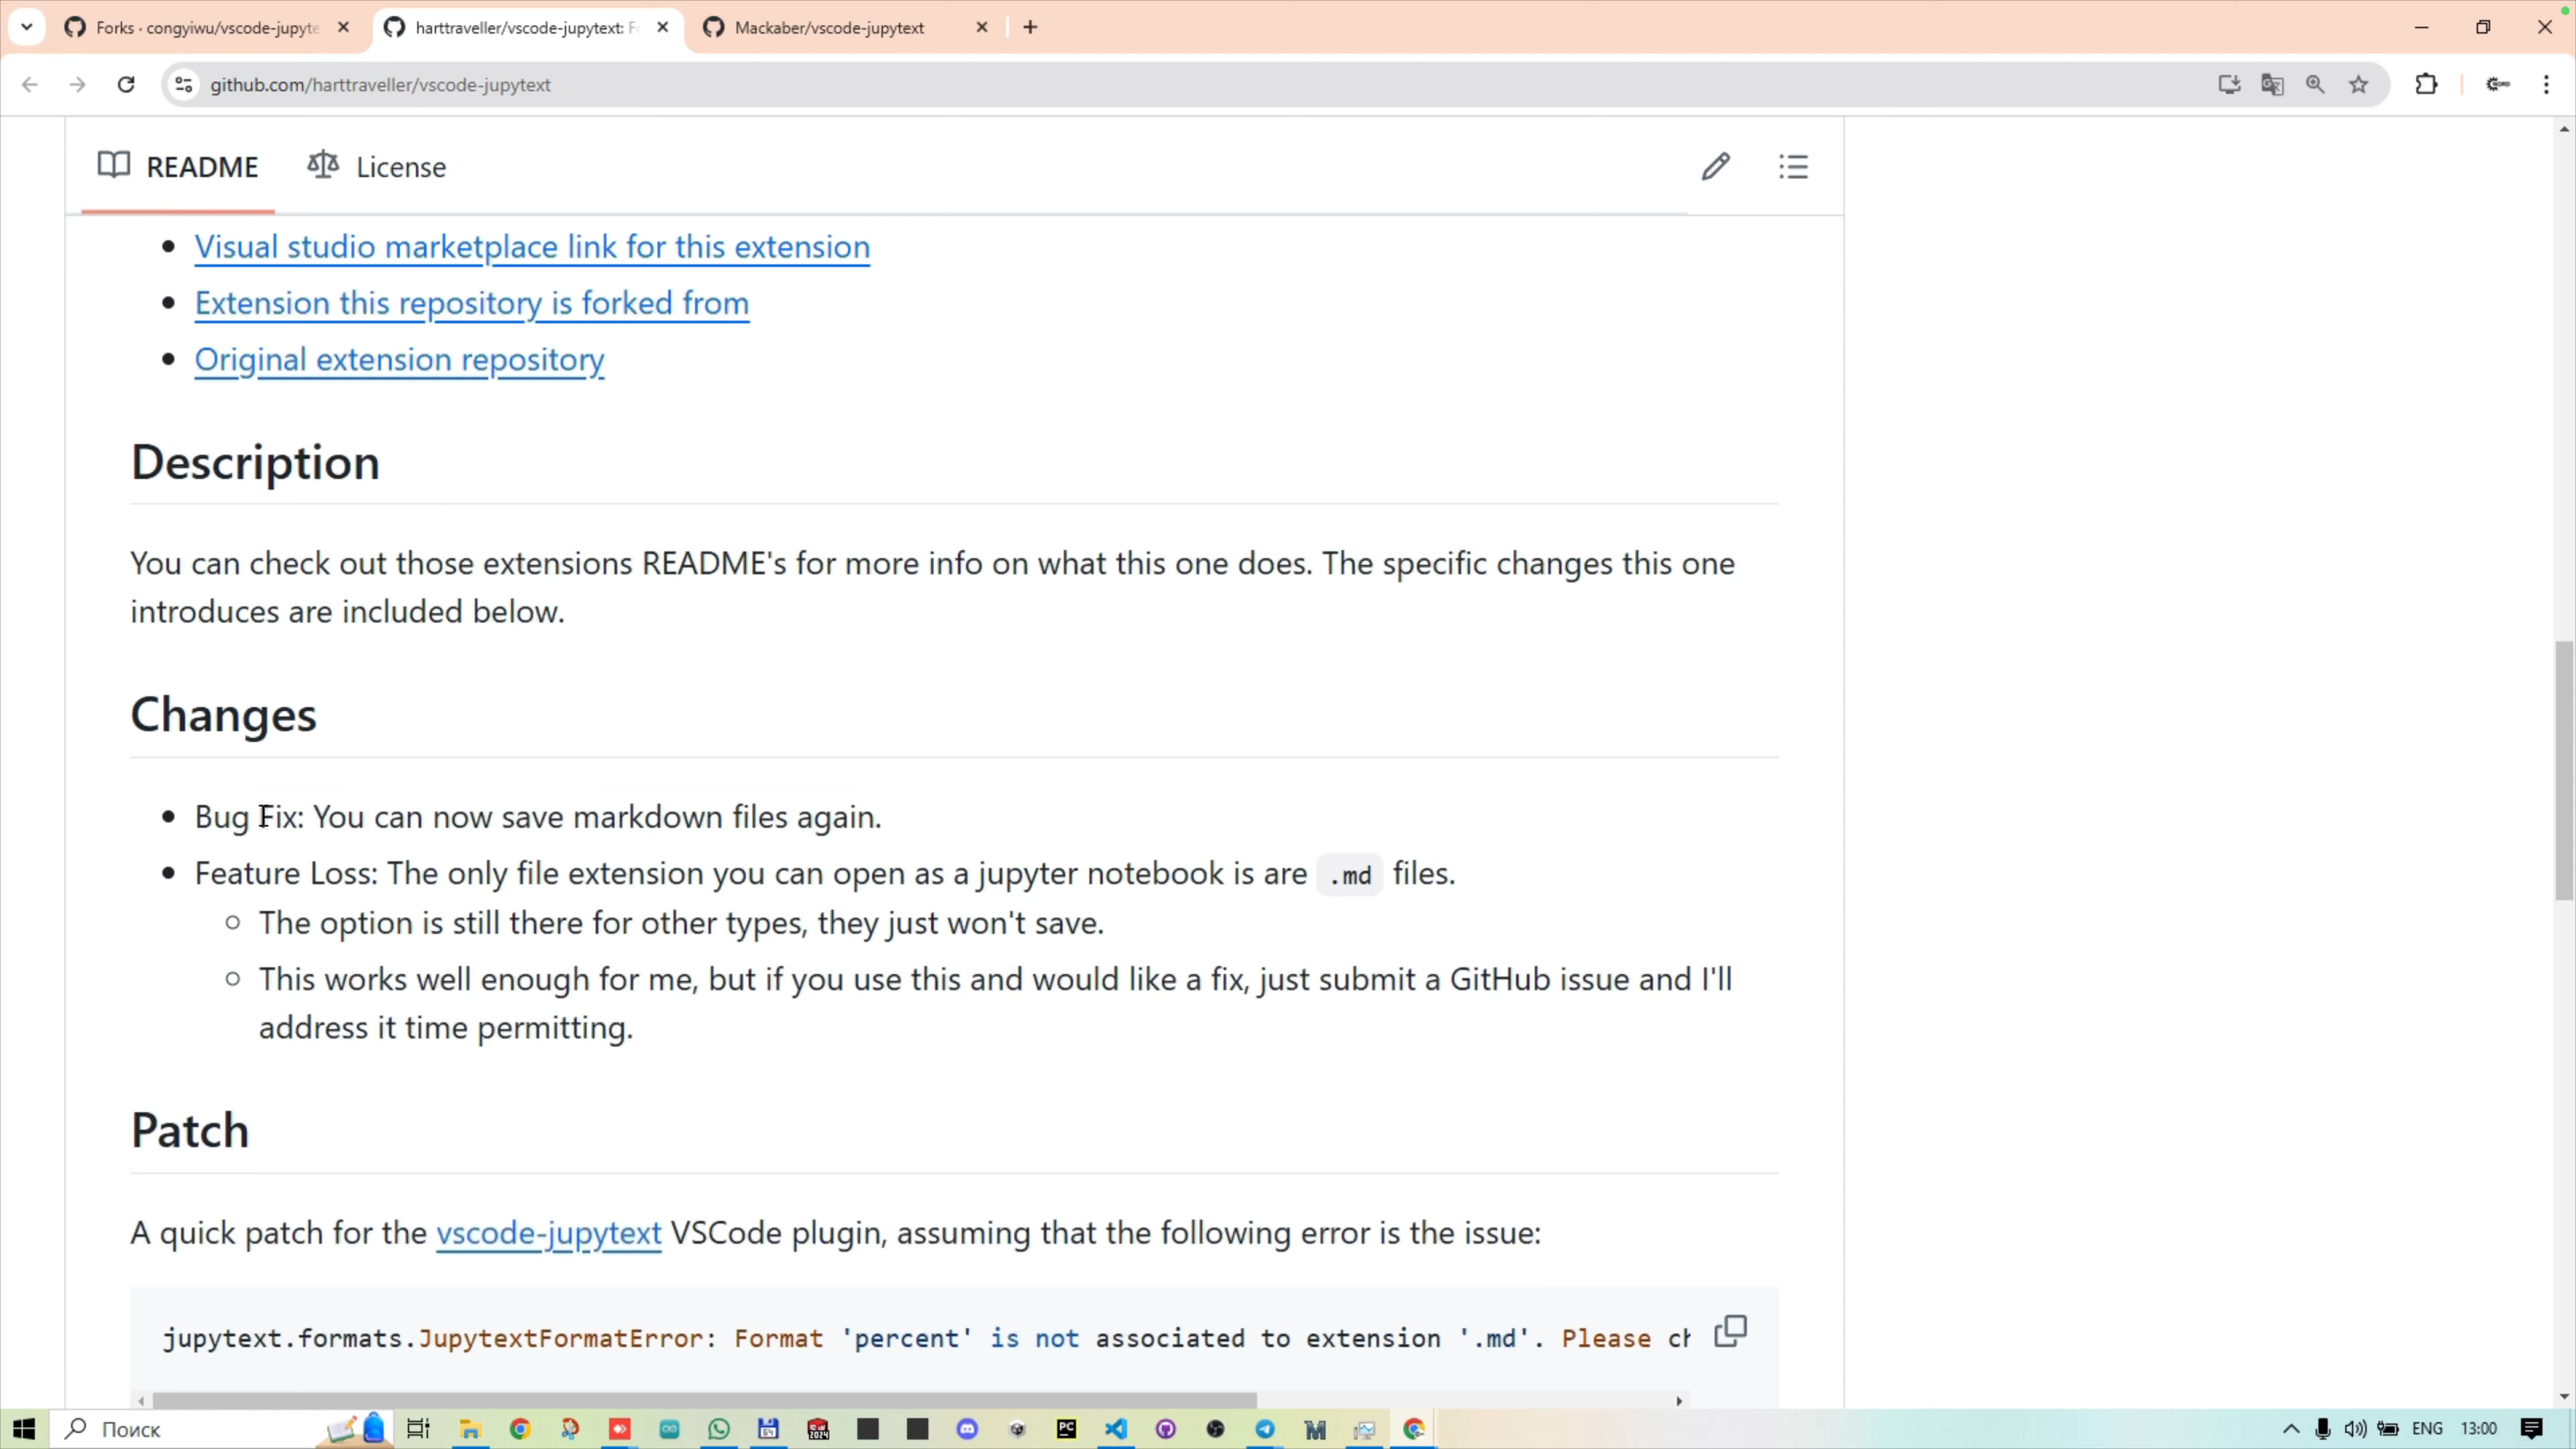 Forks · congyiwu/vscode-jupyte
harttraveller/vscode-jupytext: F
Mackaber/vscode-jupytext
github.com/harttraveller/vscode-jupytext
README
License
Visual studio marketplace link for this extension
Extension this repository is forked from
Original extension repository
Description
You can check out those extensions README's for more info on what this one does. The specific changes this one
introduces are included below.
Changes
Bug Fix: You can now save markdown files again.
Feature Loss: The only file extension you can open as a jupyter notebook is are .md files.
The option is still there for other types, they just won't save.
This works well enough for me, but if you use this and would like a fix, just submit a GitHub issue and I'll
address it time permitting.
Patch
A quick patch for the vscode-jupytext VSCode plugin, assuming that the following error is the issue:
jupytext.formats.JupytextFormatError: Format 'percent' is not associated to extension '.md'. Please ch
Поиск
ENG
13:00